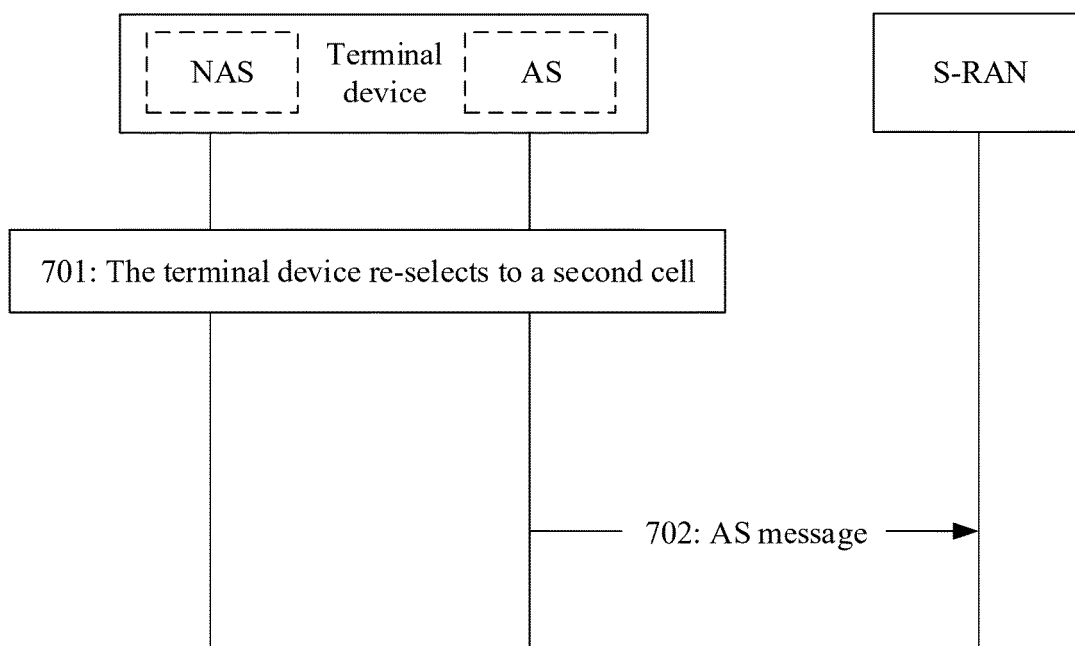 NAS
Terminal
device
AS
S-RAN
701: The terminal device re-selects to a second cell
702: AS message